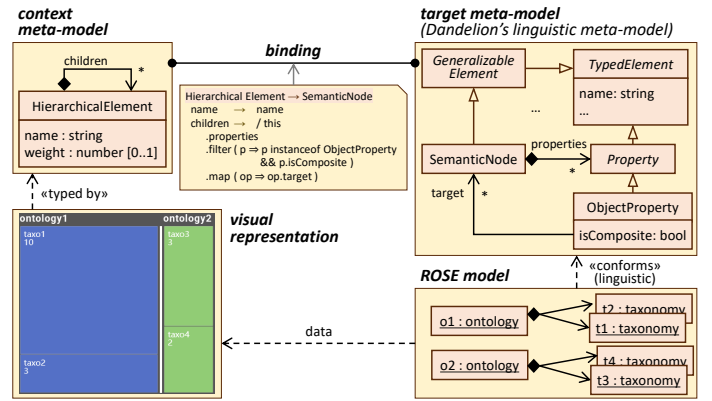 context
meta-model
children
*
HierarchicalElement
name : string
weight : number [0..1]
binding
Hierarchical Element → SemanticNode
name → name
children → / this
.properties
.filter ( p ⇒ p instanceof ObjectProperty
&& p.isComposite )
.map ( op ⇒ op.target )
target meta-model
(Dandelion's linguistic meta-model)
Generalizable
Element
TypedElement
name: string
...
...
SemanticNode
properties
*
Property
target
*
ObjectProperty
isComposite: bool
«typed by»
ontology1
ontology2
taxo1
10
taxo2
3
taxo3
3
taxo4
2
visual
representation
data
«conforms»
(linguistic)
ROSE model
o1 : ontology
t2 : taxonomy
t1 : taxonomy
o2 : ontology
t4 : taxonomy
t3 : taxonomy